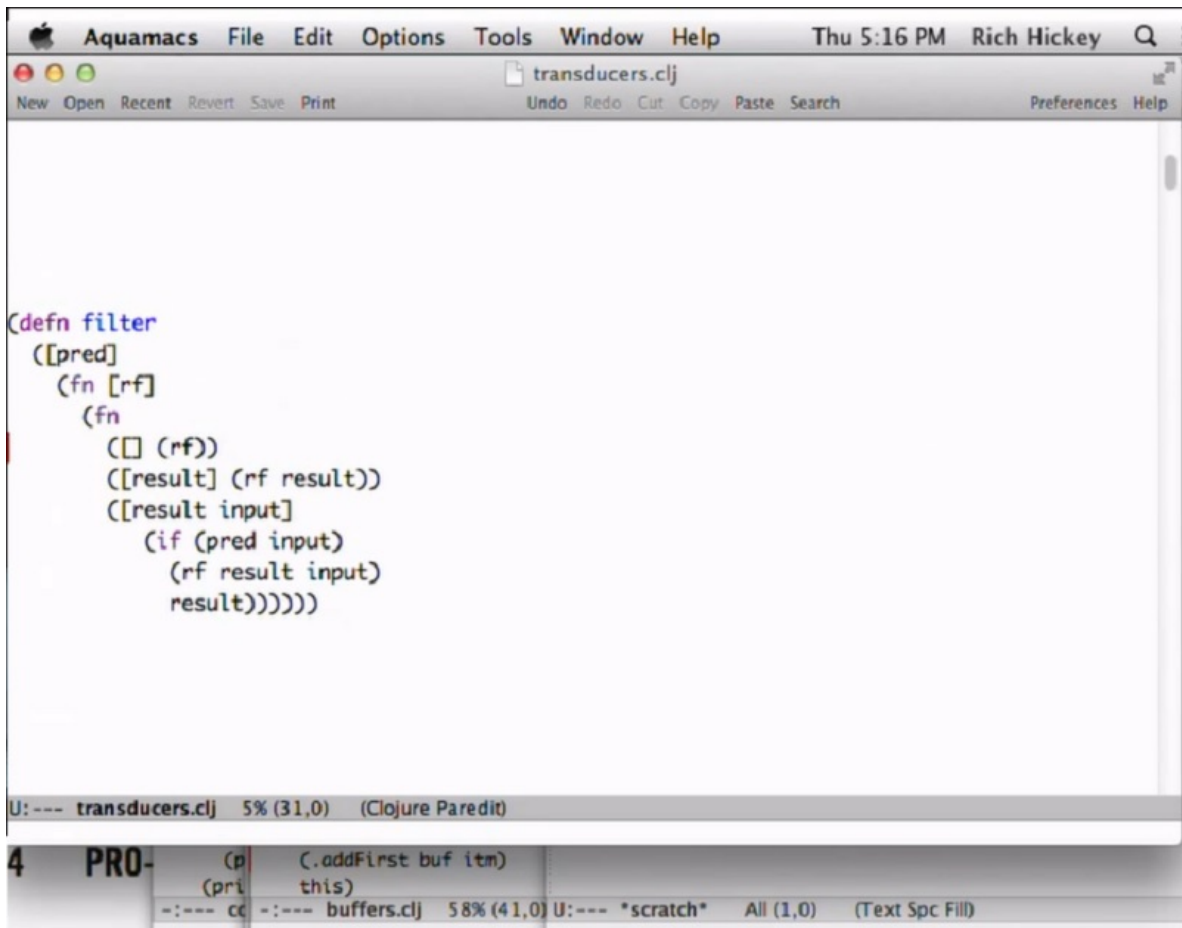 Aquamacs File Edit Options Tools Window Help Thu 5:16 PM Rich Hickey
transducers.clj
New Open Recent Revert Save Print Undo Redo Cut Copy Paste Search Preferences Help
(defn filter
  ([pred]
    (fn [rf]
      (fn
        ([] (rf))
        ([result] (rf result))
        ([result input]
           (if (pred input)
             (rf result input)
             result))))))
U:--- transducers.clj 5% (31,0) (Clojure Paredit)
4 PRO- (p (.addFirst buf itm)
(pri this)
-:--- cc -:--- buffers.clj 58% (41,0) U:--- *scratch* All (1,0) (Text Spc Fill)